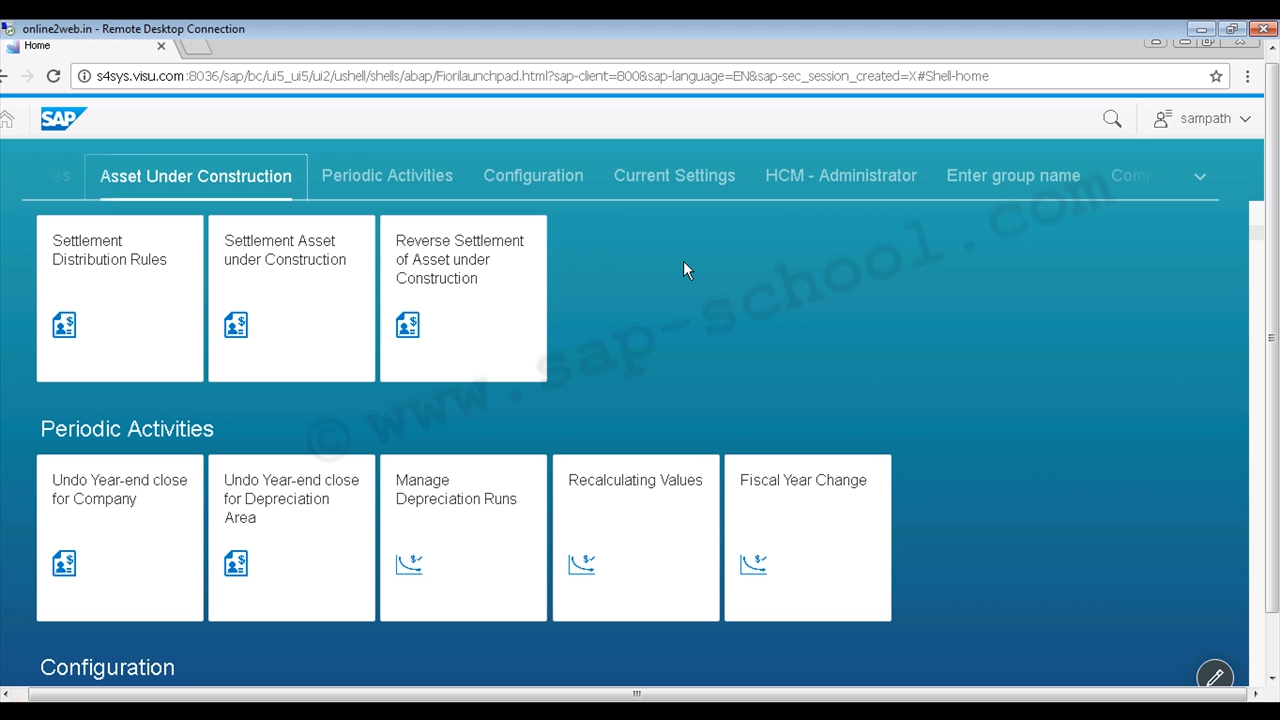 online2web.in - Remote Desktop Connection
Home
s4sys.visu.com:8036/sap/bc/ui5_ui5/ui2/ushell/shells/abap/Fiorilaunchpad.html?sap-client=800&sap-language=EN&sap-sec_session_created=X#Shell-home
SAP
sampath
es
Asset Under Construction
Periodic Activities
Configuration
Current Settings
HCM - Administrator
Enter group name
Com
Settlement
Distribution Rules
Settlement Asset
under Construction
Reverse Settlement
of Asset under
Construction
© www.sap-school.com
Periodic Activities
Undo Year-end close
for Company
Undo Year-end close
for Depreciation
Area
Manage
Depreciation Runs
Recalculating Values
Fiscal Year Change
Configuration